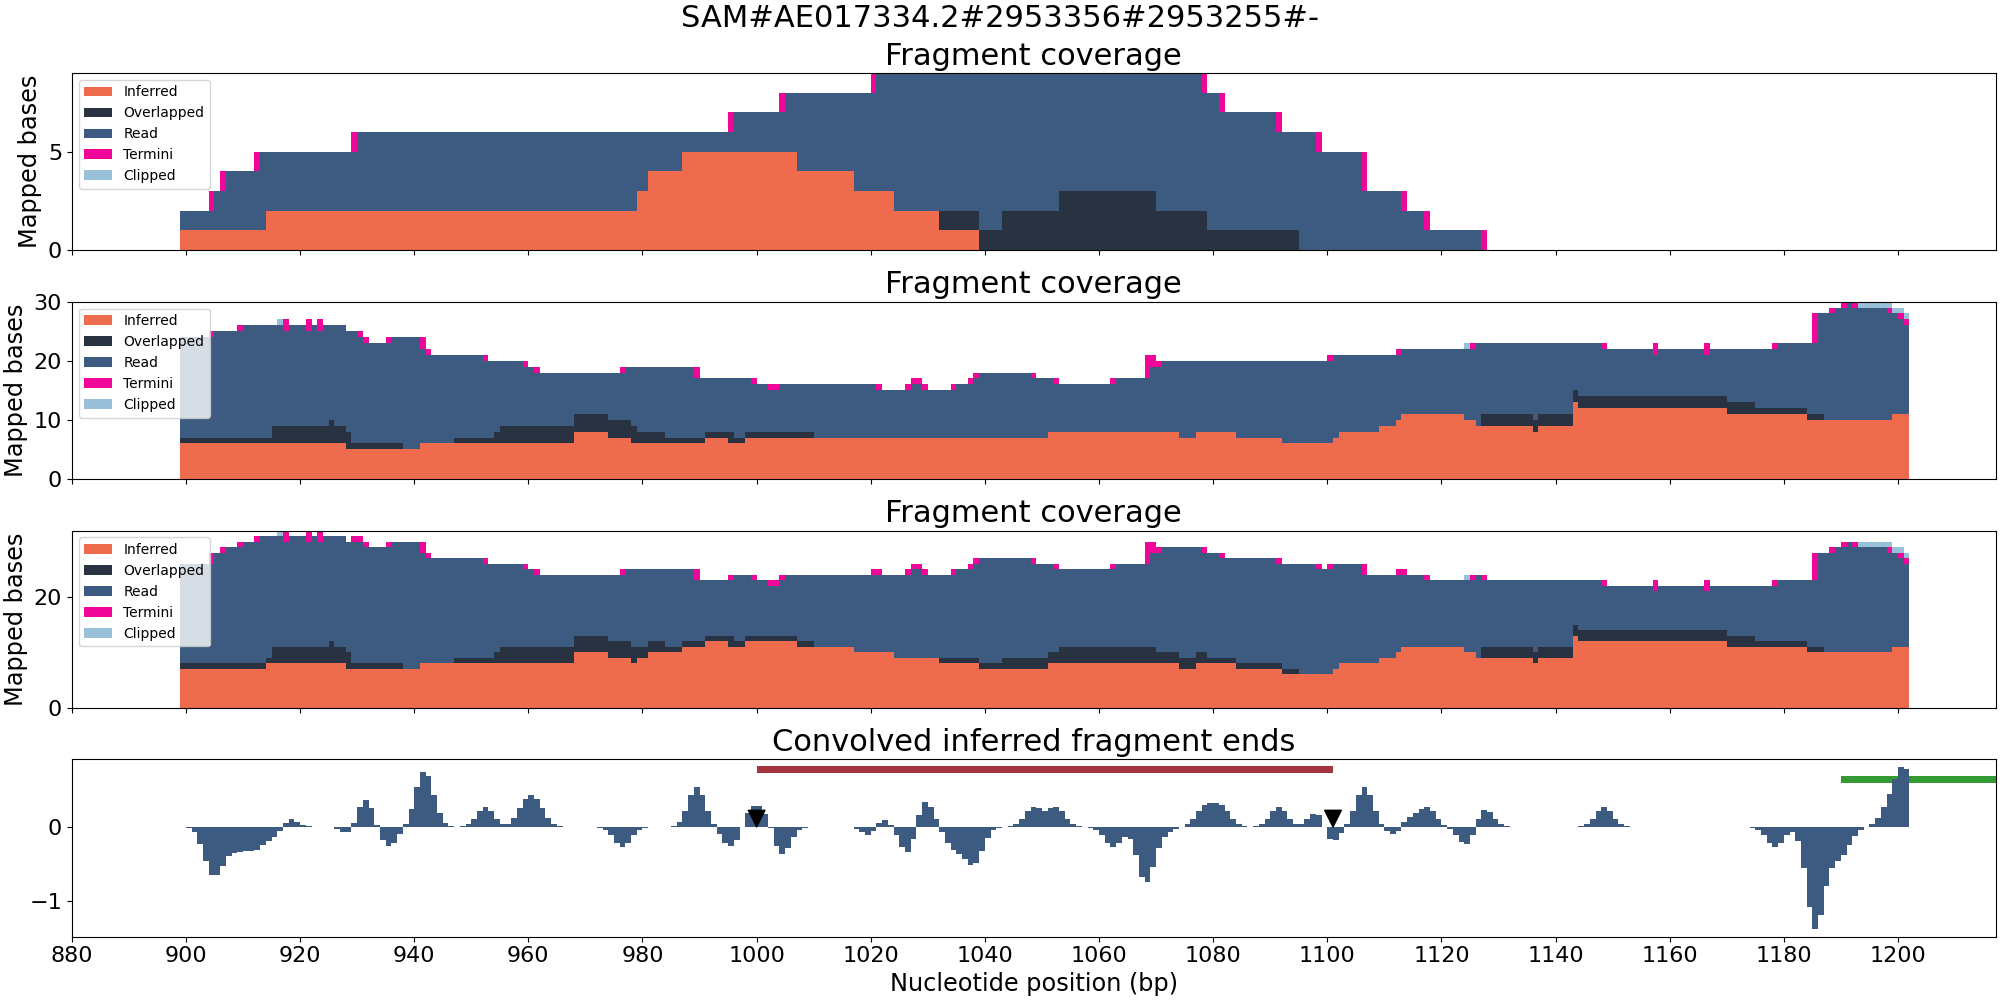 SAM#AE017334.2#2953356#2953255#-
Fragment coverage
Mapped bases
5
0
Inferred
Overlapped
Read
Termini
Clipped
Fragment coverage
Mapped bases
30
20
10
0
Inferred
Overlapped
Read
Termini
Clipped
Fragment coverage
Mapped bases
20
0
Inferred
Overlapped
Read
Termini
Clipped
Convolved inferred fragment ends
0
−1
880 900 920 940 960 980 1000 1020 1040 1060 1080 1100 1120 1140 1160 1180 1200
Nucleotide position (bp)